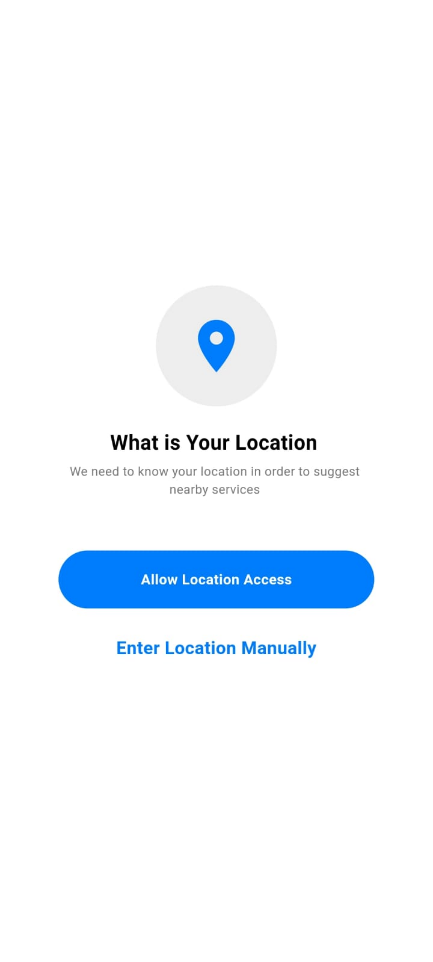 What is Your Location
We need to know your location in order to suggest
nearby services
Allow Location Access
Enter Location Manually